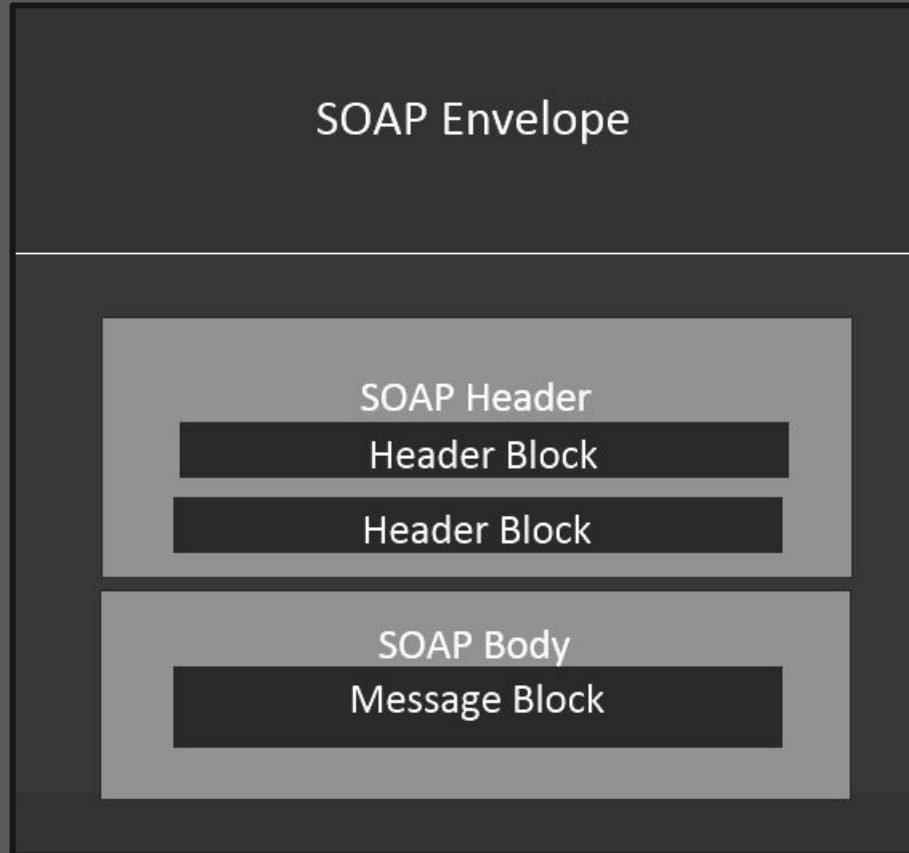 SOAP Envelope
SOAP Header
Header Block
Header Block
SOAP Body
Message Block